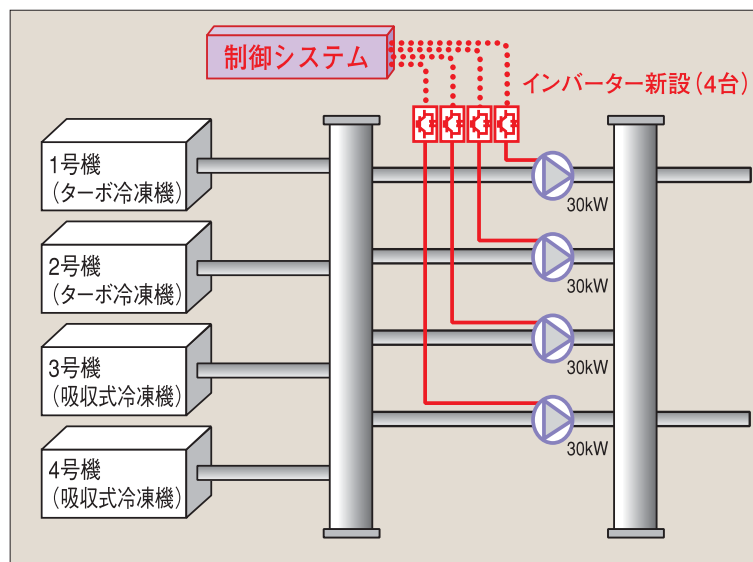 制御システム
インバーター新設（4台）
1号機
（ターボ冷凍機）
30kW
2号機
（ターボ冷凍機）
30kW
3号機
（吸収式冷凍機）
30kW
4号機
（吸収式冷凍機）
30kW